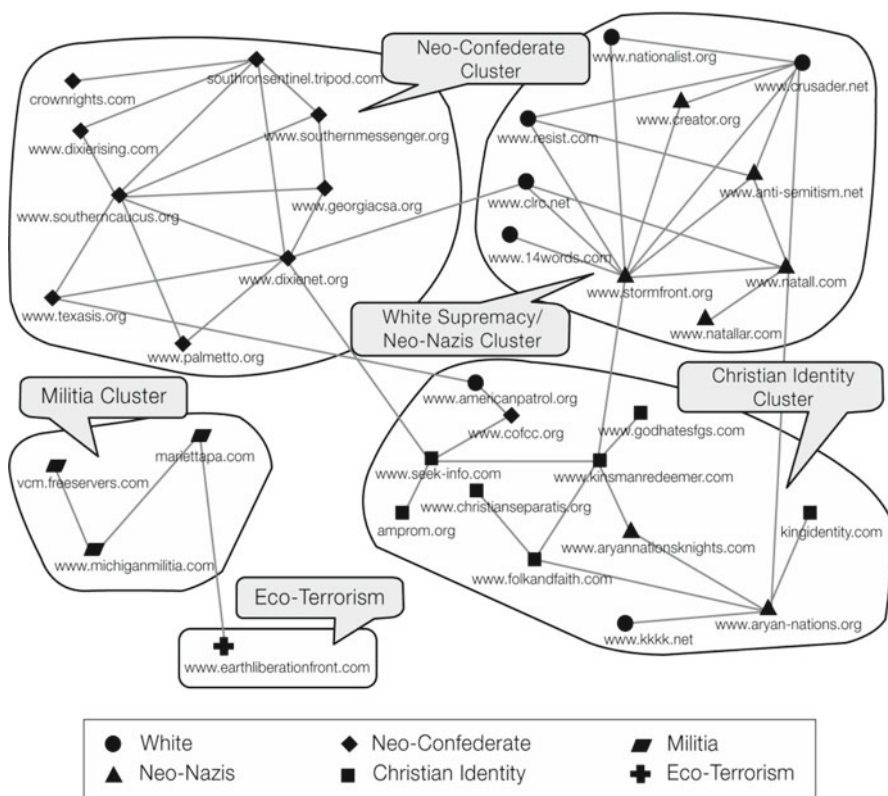 Neo-Confederate
Cluster
southronsentinel.tripod.com
crownrights.com
www.southernmessenger.org
www.dixierising.com
www.georgiacsa.org
www.southerncaucus.org
www.dixienet.org
www.texasis.org
www.palmetto.org
www.nationalist.org
www.crusader.net
www.creator.org
www.resist.com
www.anti-semitism.net
www.clrc.net
www.14words.com
www.stormfront.org
www.natall.com
www.natallar.com
White Supremacy/
Neo-Nazis Cluster
Christian Identity
Cluster
www.americanpatrol.org
www.cofcc.org
www.godhatesfgs.com
www.seek-info.com
www.kinsmanredeemer.com
www.christianseparatis.org
amprom.org
www.aryannationsknights.com
kingidentity.com
www.folkandfaith.com
www.aryan-nations.org
www.kkkk.net
Militia Cluster
mariettapa.com
vcm.freeservers.com
www.michiganmilitia.com
Eco-Terrorism
www.earthliberationfront.com
White
Neo-Confederate
Militia
Neo-Nazis
Christian Identity
Eco-Terrorism